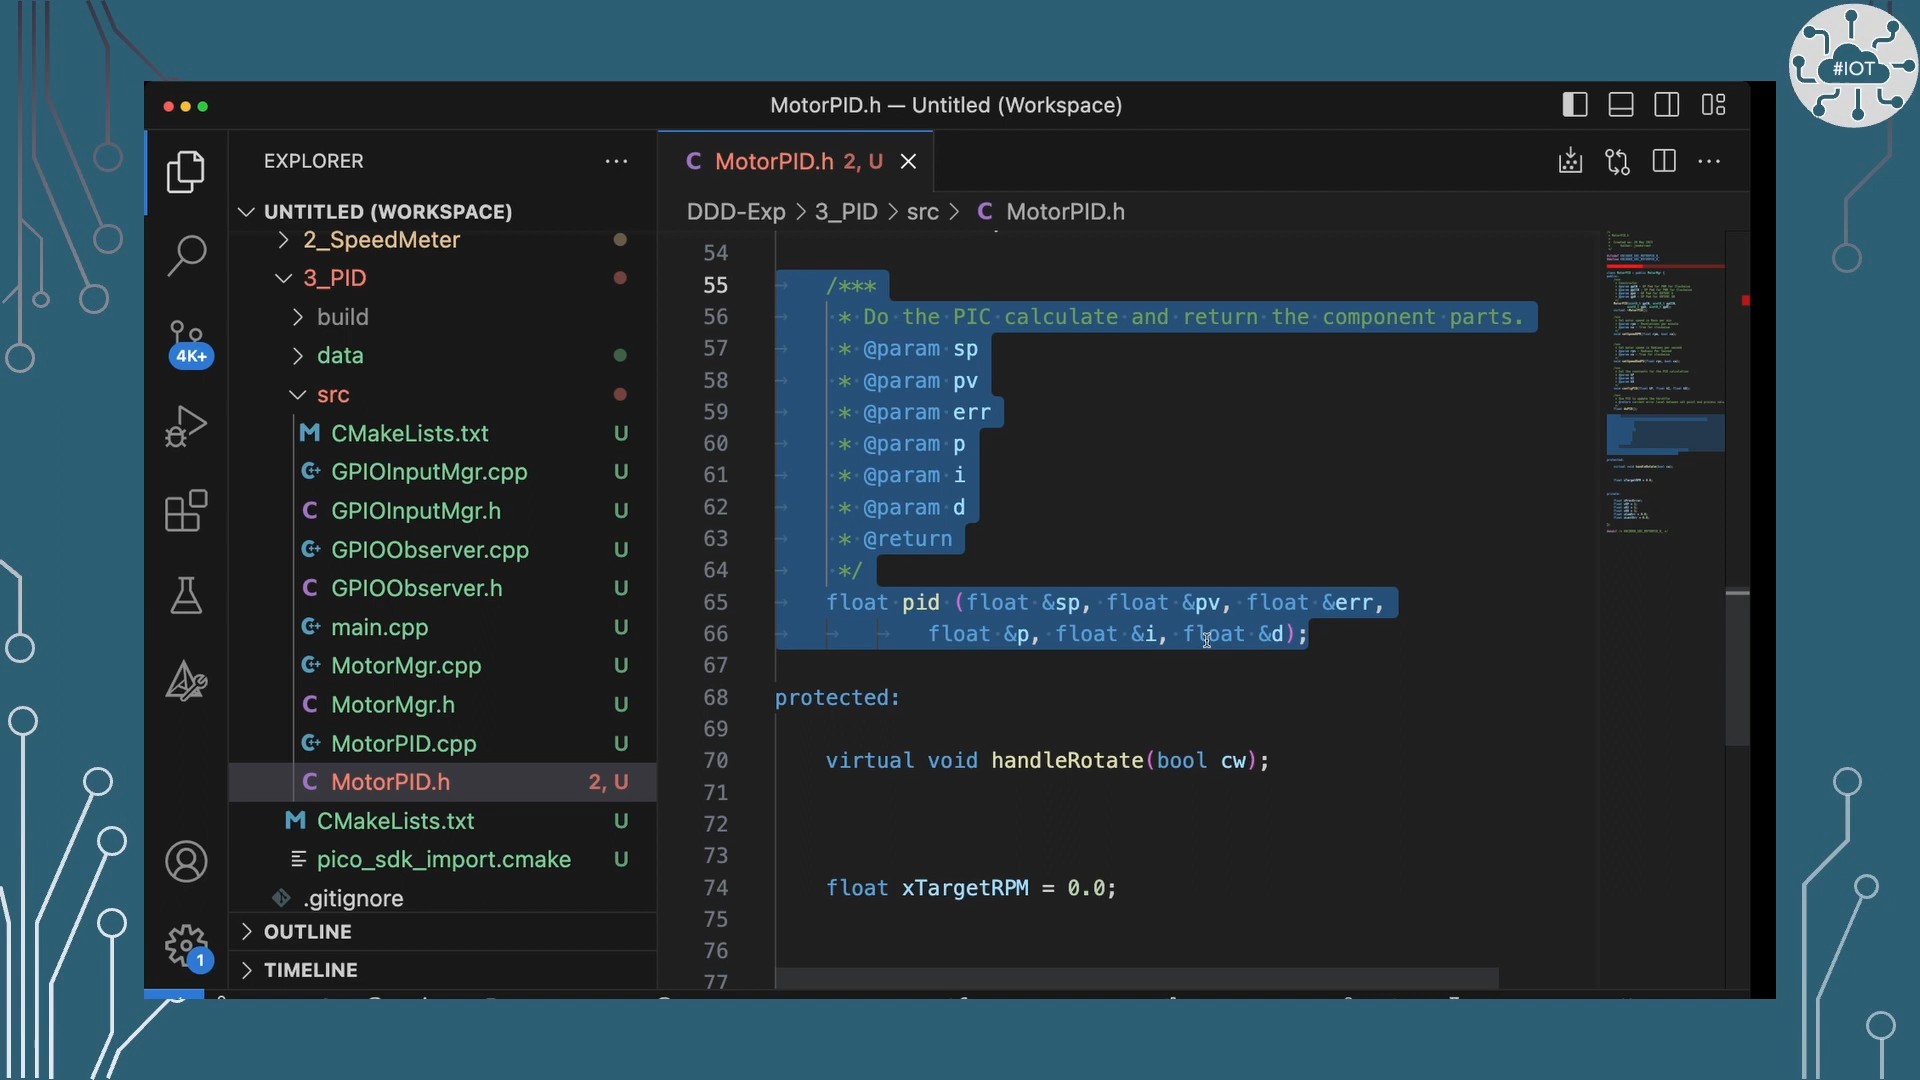 #IOT
MotorPID.h — Untitled (Workspace)
EXPLORER
UNTITLED (WORKSPACE)
2_SpeedMeter
3_PID
build
data
src
CMakeLists.txt U
GPIOInputMgr.cpp U
GPIOInputMgr.h U
GPIOObserver.cpp U
GPIOObserver.h U
main.cpp U
MotorMgr.cpp U
MotorMgr.h U
MotorPID.cpp U
MotorPID.h 2, U
CMakeLists.txt U
pico_sdk_import.cmake U
.gitignore
OUTLINE
TIMELINE
4K+
1
MotorPID.h 2, U
DDD-Exp > 3_PID > src > C MotorPID.h
54
55 /***
56 * Do the PIC calculate and return the component parts.
57 * @param sp
58 * @param pv
59 * @param err
60 * @param p
61 * @param i
62 * @param d
63 * @return
64 */
65 float pid (float &sp, float &pv, float &err,
66 float &p, float &i, float &d);
67
68 protected:
69
70 virtual void handleRotate(bool cw);
71
72
73
74 float xTargetRPM = 0.0;
75
76
77